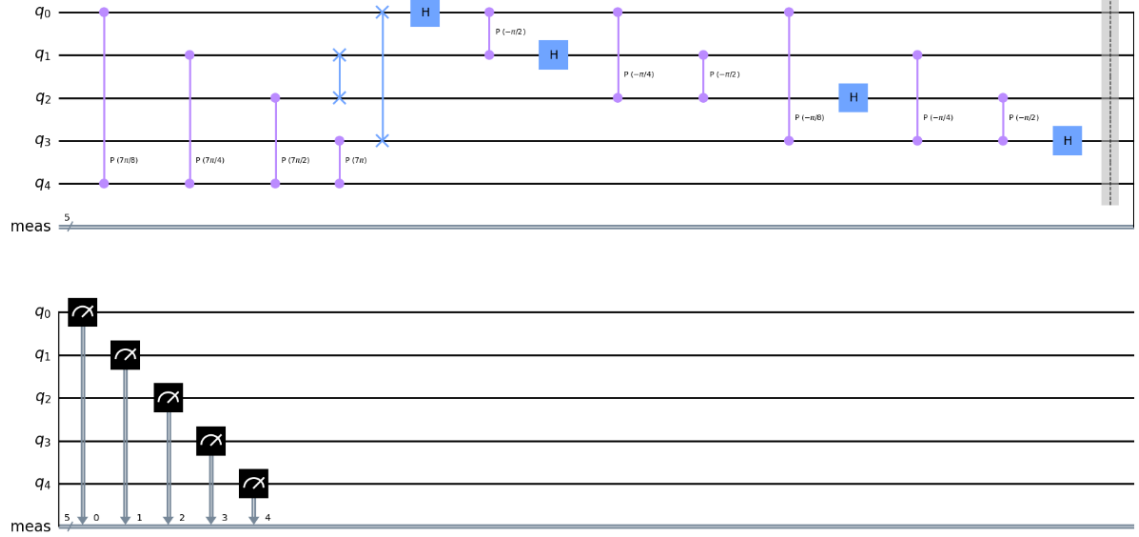 q0 H
P (−π/2)
q1 H
P (−π/4) P (−π/2)
q2 H
P (−π/8) P (−π/4) P (−π/2)
q3 H
P (7π/8) P (7π/4) P (7π/2) P (7π)
q4
5
meas
q0
q1
q2
q3
q4
5 0 1 2 3 4
meas